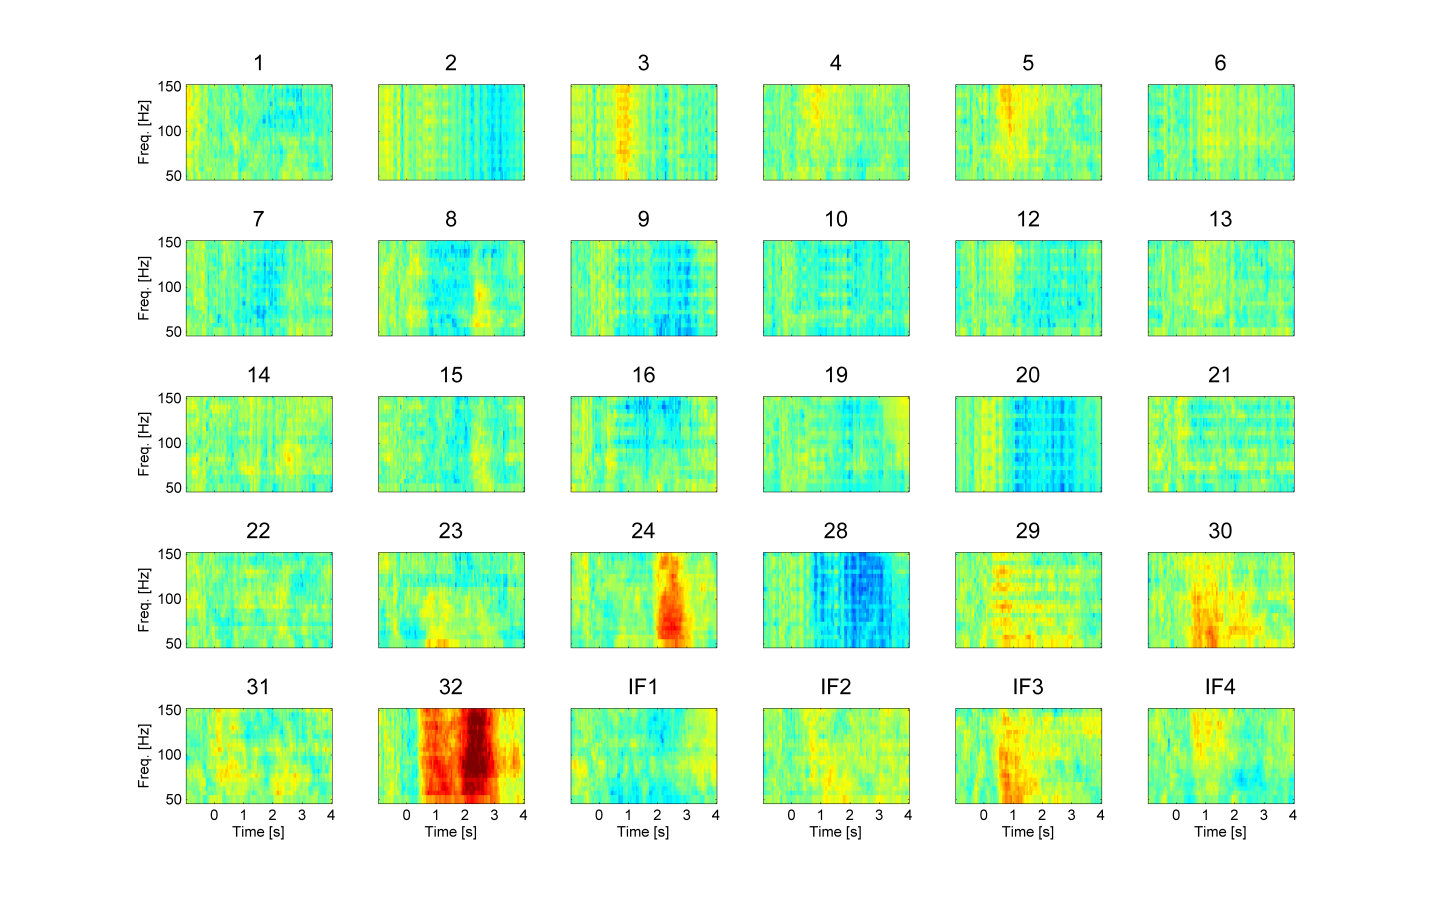 1 2 3 4 5 6
150
100
50
Freq. [Hz]
7 8 9 10 12 13
150
100
50
Freq. [Hz]
14 15 16 19 20 21
150
100
50
Freq. [Hz]
22 23 24 28 29 30
150
100
50
Freq. [Hz]
31 32 IF1 IF2 IF3 IF4
150
100
50
Freq. [Hz]
0 1 2 3 4 0 1 2 3 4 0 1 2 3 4 0 1 2 3 4 0 1 2 3 4 0 1 2 3 4
Time [s] Time [s] Time [s] Time [s] Time [s] Time [s]